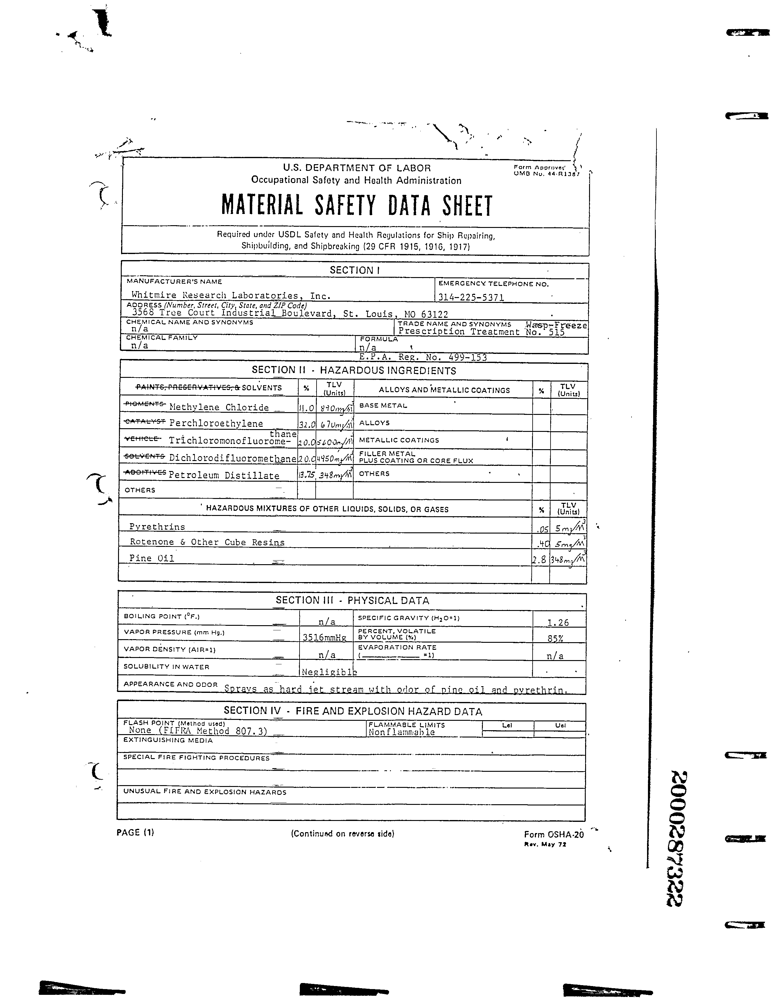 U.S. DEPARTMENT OF LABOR
Occupational Safety and Health Administration
Form Approved
OMB No. 44-R1387
MATERIAL SAFETY DATA SHEET
Required under USDL Safety and Health Regulations for Ship Repairing,
Shipbuilding, and Shipbreaking (29 CFR 1915, 1916, 1917)
SECTION I
MANUFACTURER'S NAME
Whitmire Research Laboratories, Inc.
EMERGENCY TELEPHONE NO.
314-225-5371
ADDRESS (Number, Street, City, State, and ZIP Code)
3568 Tree Court Industrial Boulevard, St. Louis, MO 63122
CHEMICAL NAME AND SYNONYMS
n/a
TRADE NAME AND SYNONYMS Wasp-Freeze
Prescription Treatment No. 515
CHEMICAL FAMILY
n/a
FORMULA
n/a
E.P.A. Reg. No. 499-153
SECTION II - HAZARDOUS INGREDIENTS
PAINTS, PRESERVATIVES, & SOLVENTS % TLV (Units) ALLOYS AND METALLIC COATINGS % TLV (Units)
PIGMENTS Methylene Chloride 11.0 890mg/M³ BASE METAL
CATALYST Perchloroethylene 32.0 670mg/M³ ALLOYS
VEHICLE Trichloromonofluoromethane 20.0 5600mg/M³ METALLIC COATINGS
SOLVENTS Dichlorodifluoromethane 20.0 4950mg/M³ FILLER METAL PLUS COATING OR CORE FLUX
ADDITIVES Petroleum Distillate 13.75 348mg/M³ OTHERS
OTHERS
HAZARDOUS MIXTURES OF OTHER LIQUIDS, SOLIDS, OR GASES % TLV (Units)
Pyrethrins .05 5mg/M³
Rotenone & Other Cube Resins .40 5mg/M³
Pine Oil 2.8 348mg/M³
SECTION III - PHYSICAL DATA
BOILING POINT (°F.) n/a SPECIFIC GRAVITY (H₂O=1) 1.26
VAPOR PRESSURE (mm Hg.) 3516mmHg PERCENT, VOLATILE BY VOLUME (%) 85%
VAPOR DENSITY (AIR=1) n/a EVAPORATION RATE (______ =1) n/a
SOLUBILITY IN WATER Negligible
APPEARANCE AND ODOR Sprays as hard jet stream with odor of pine oil and pyrethrin.
SECTION IV - FIRE AND EXPLOSION HAZARD DATA
FLASH POINT (Method used)
None (FIFRA Method 807.3)
FLAMMABLE LIMITS
Nonflammable
Lel Uel
EXTINGUISHING MEDIA
SPECIAL FIRE FIGHTING PROCEDURES
UNUSUAL FIRE AND EXPLOSION HAZARDS
PAGE (1)
(Continued on reverse side)
Form OSHA-20
Rev. May 72
2000287322